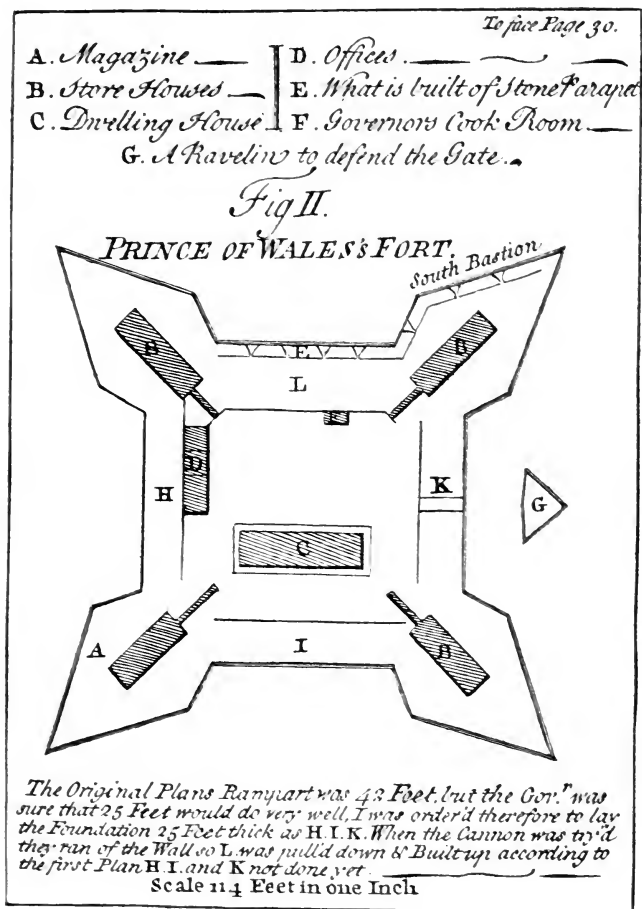 To face Page 30.
A. Magazine
B. Store Houses
C. Dwelling House
D. Offices
E. What is built of Stone Parapet
F. Governors Cook Room
G. A Ravelin to defend the Gate.
Fig II.
PRINCE OF WALES's FORT.
South Bastion
B
E
B
L
F
D
H
K
G
C
A
I
B
The Original Plans Rampart was 42 Feet, but the Gov.r was
sure that 25 Feet would do very well, I was order'd therefore to lay
the Foundation 25 Feet thick as H.I.K. When the Cannon was try'd
they ran of the Wall so L was pull'd down & Built up according to
the first Plan H.I. and K not done yet
Scale 114 Feet in one Inch